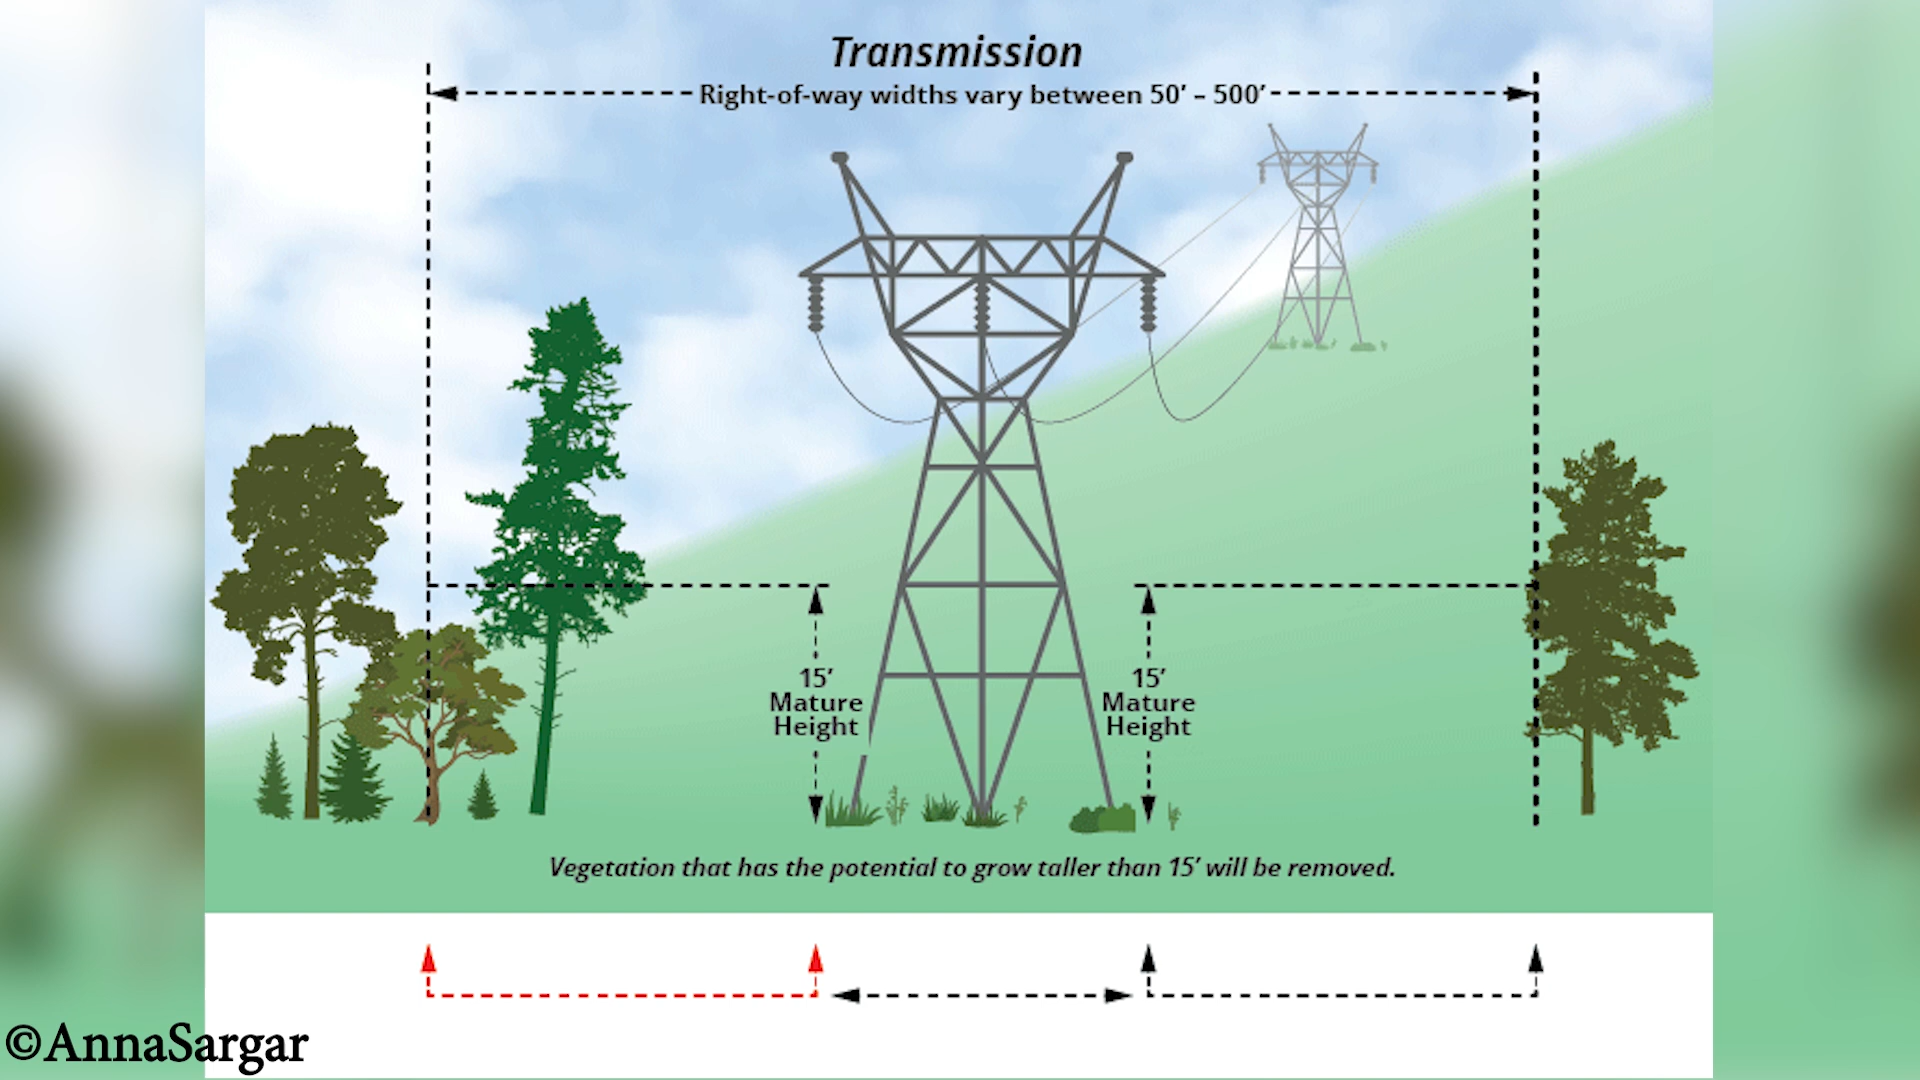 Transmission
Right-of-way widths vary between 50′ – 500′
15′
Mature
Height
15′
Mature
Height
Vegetation that has the potential to grow taller than 15′ will be removed.
©AnnaSargar